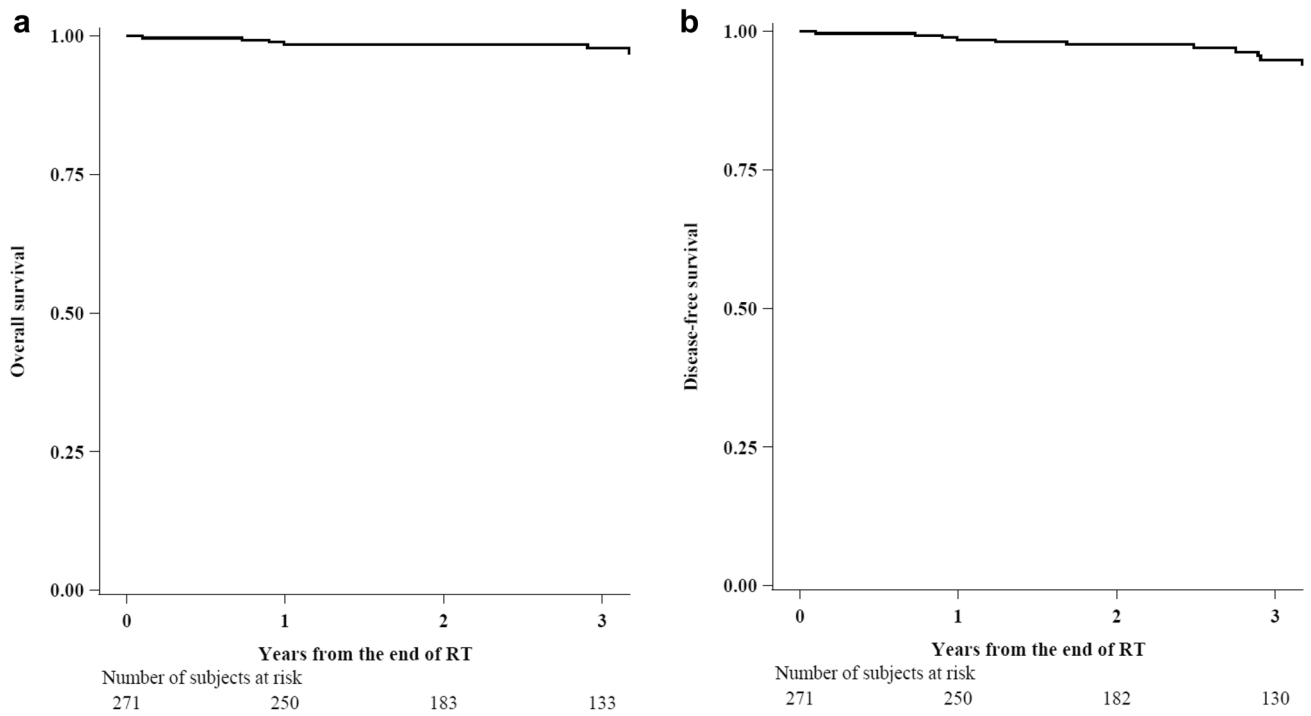 a
1.00
0.75
0.50
0.25
0.00
Overall survival
0 1 2 3
Years from the end of RT
Number of subjects at risk
271 250 183 133
b
1.00
0.75
0.50
0.25
0.00
Disease-free survival
0 1 2 3
Years from the end of RT
Number of subjects at risk
271 250 182 130